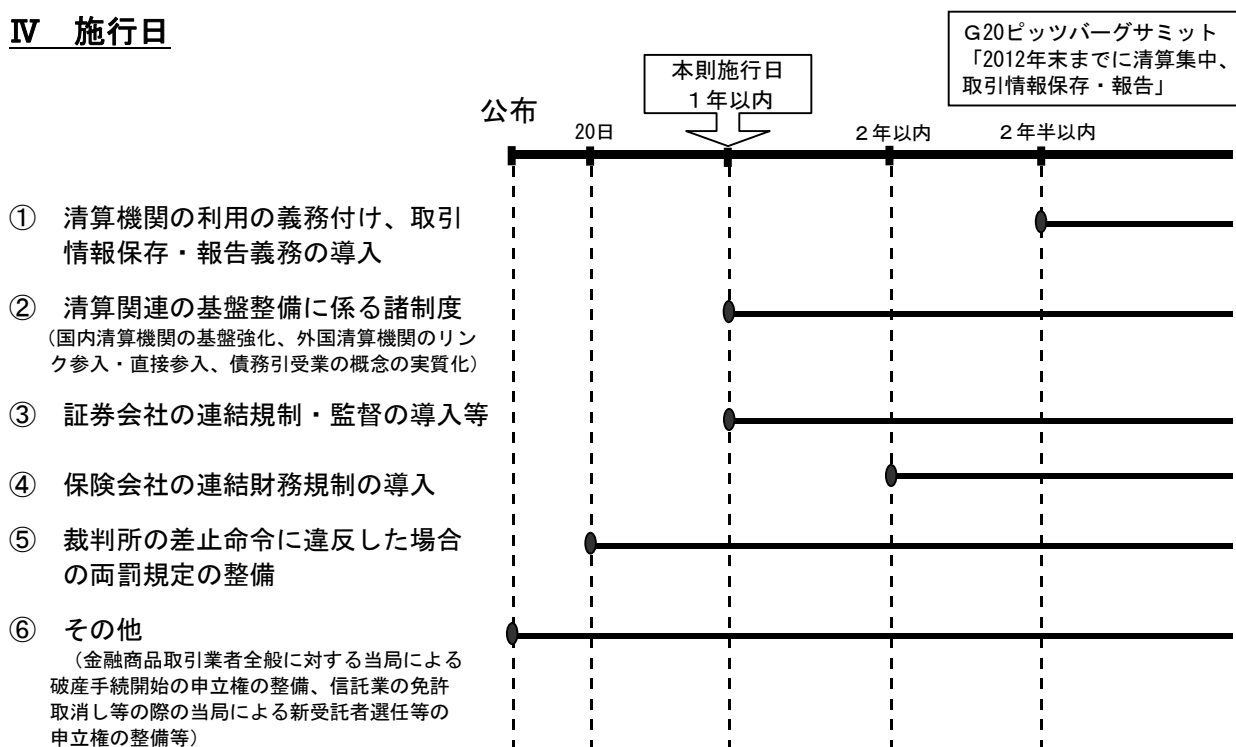 Ⅳ 施行日
G20ピッツバーグサミット
「2012年末までに清算集中、
取引情報保存・報告」
本則施行日
1年以内
公布
20日
2年以内
2年半以内
① 清算機関の利用の義務付け、取引
情報保存・報告義務の導入
② 清算関連の基盤整備に係る諸制度
（国内清算機関の基盤強化、外国清算機関のリン
ク参入・直接参入、債務引受業の概念の実質化）
③ 証券会社の連結規制・監督の導入等
④ 保険会社の連結財務規制の導入
⑤ 裁判所の差止命令に違反した場合
の両罰規定の整備
⑥ その他
（金融商品取引業者全般に対する当局による
破産手続開始の申立権の整備、信託業の免許
取消し等の際の当局による新受託者選任等の
申立権の整備等）